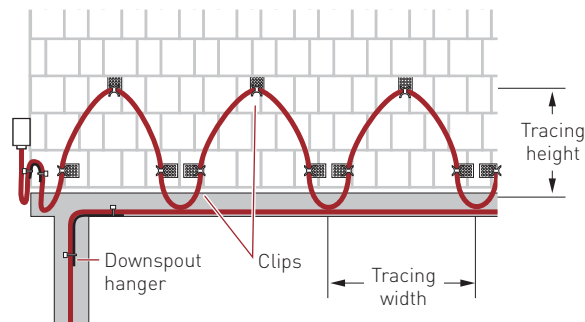 Tracing
height
Downspout
hanger
Clips
Tracing
width